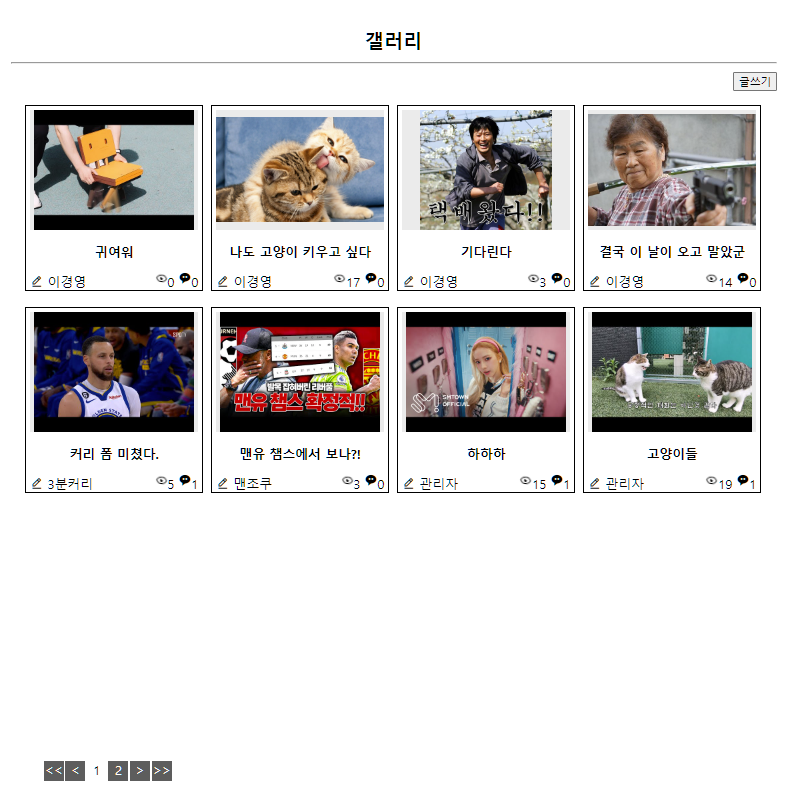 갤러리
글쓰기
귀여워
이경영 0 0
나도 고양이 키우고 싶다
이경영 17 0
택배 왔다!!
기다린다
이경영 3 0
결국 이 날이 오고 말았군
이경영 14 0
커리 폼 미쳤다.
3분커리 5 1
발목 잡혀버린 리버풀
맨유 챔스 확정적!!
맨유 챔스에서 보나?!
맨조쿠 3 0
SMTOWN
OFFICIAL
하하하
관리자 15 1
고양이들
관리자 19 1
<< < 1 2 > >>